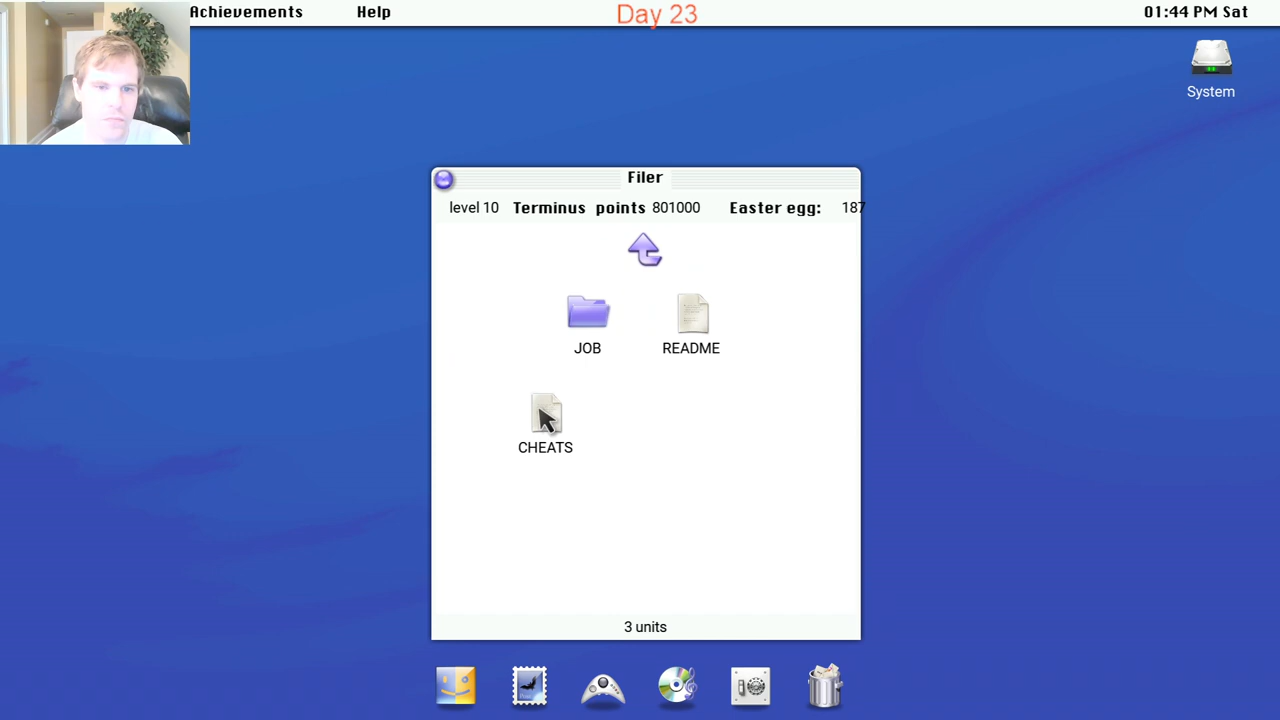 Achievements Help Day 23 01:44 PM Sat
System
Filer
level 10 Terminus points 801000 Easter egg: 187
JOB README
CHEATS
3 units